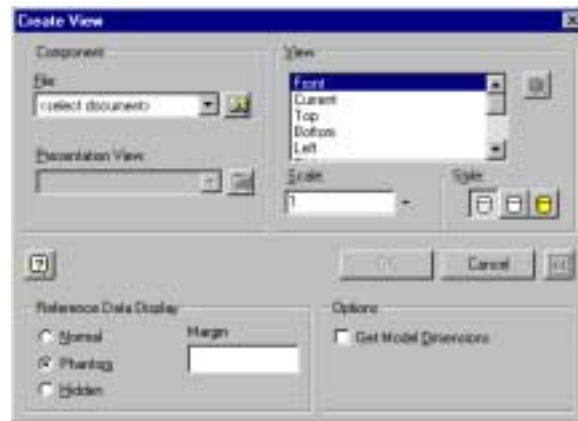 Create View
Component
File:
<select document>
Presentation View:
View
Front
Current
Top
Bottom
Left
Scale:
1
Style:
OK
Cancel
Reference Data Display
Normal
Phantom
Hidden
Margin
Options
Get Model Dimensions